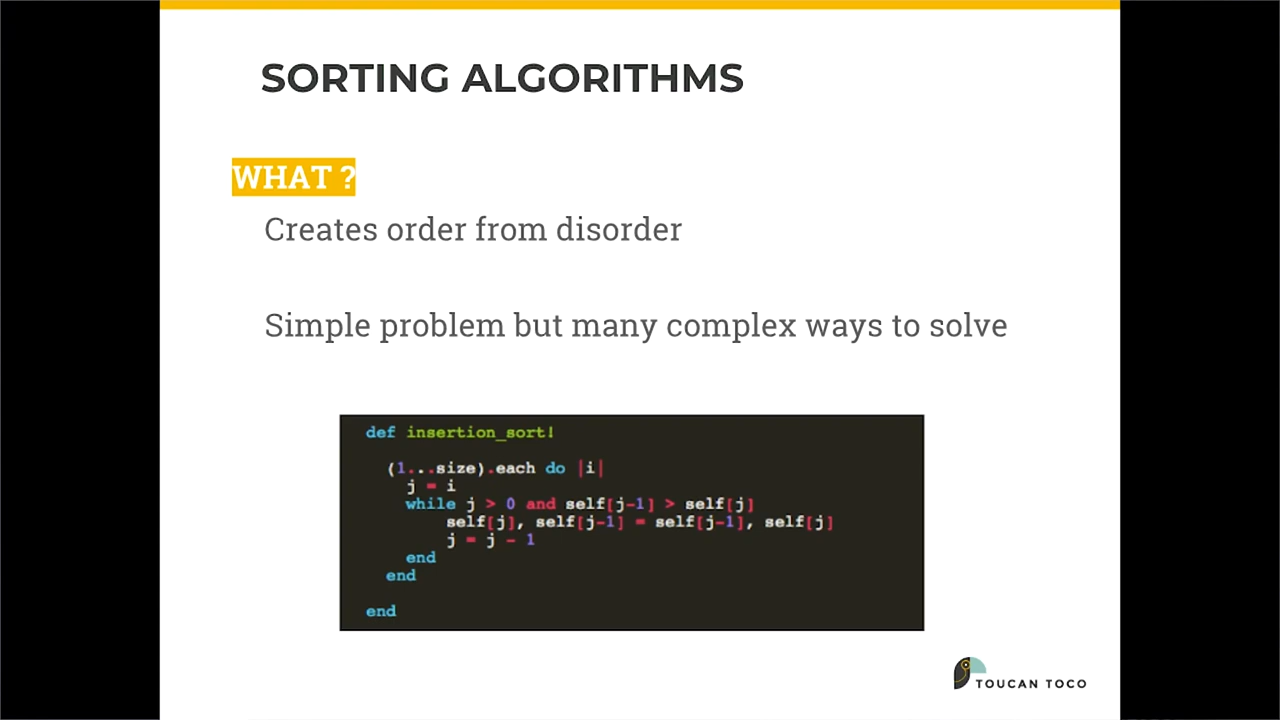 SORTING ALGORITHMS
WHAT ?
Creates order from disorder
Simple problem but many complex ways to solve
def insertion_sort!
(1...size).each do |i|
j = i
while j > 0 and self[j-1] > self[j]
self[j], self[j-1] = self[j-1], self[j]
j = j - 1
end
end
end
TOUCAN TOCO